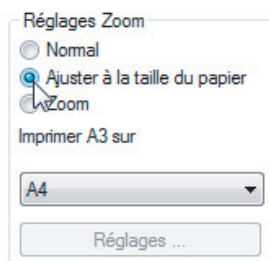 Réglages Zoom
Normal
Ajuster à la taille du papier
Zoom
Imprimer A3 sur
A4
Réglages ...